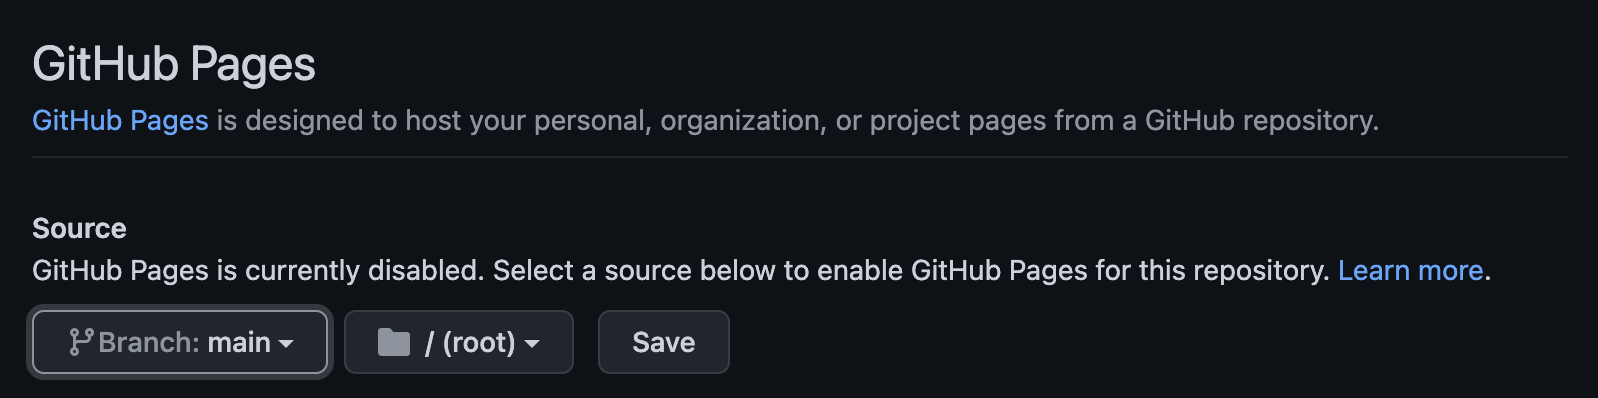 GitHub Pages
GitHub Pages is designed to host your personal, organization, or project pages from a GitHub repository.
Source
GitHub Pages is currently disabled. Select a source below to enable GitHub Pages for this repository. Learn more.
Branch: main / (root) Save